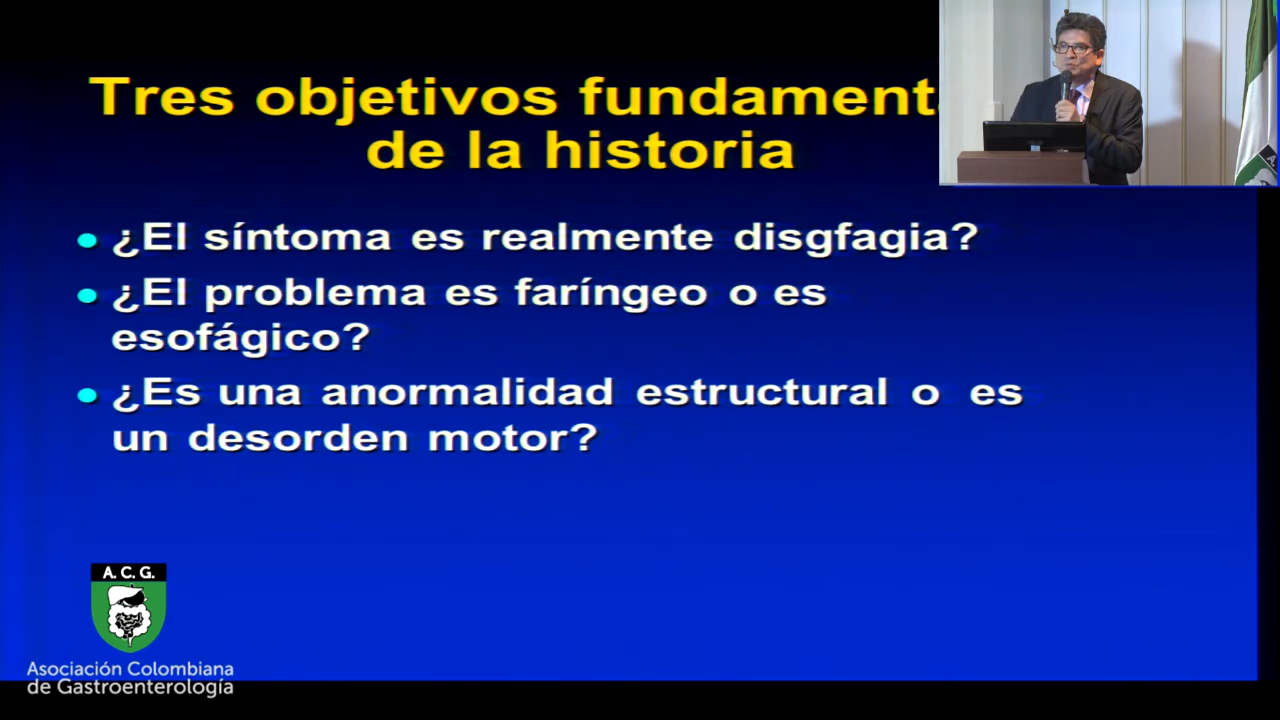 Tres objetivos fundament
de la historia
¿El síntoma es realmente disgfagia?
¿El problema es faríngeo o es
esofágico?
¿Es una anormalidad estructural o es
un desorden motor?
A. C. G.
Asociación Colombiana
de Gastroenterología